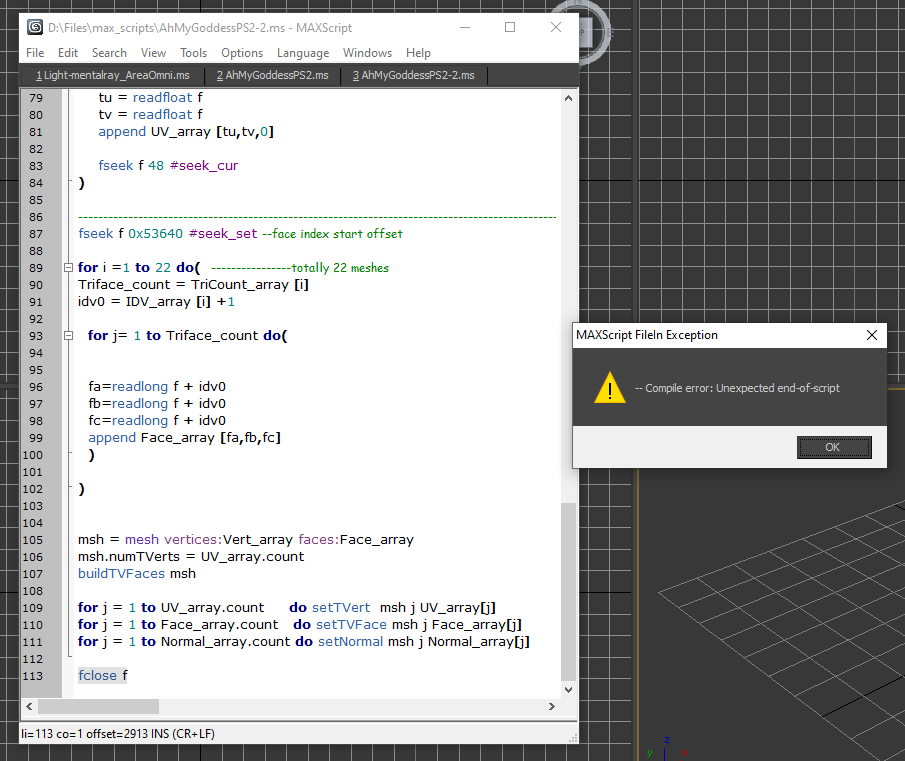 D:\Files\max_scripts\AhMyGoddessPS2-2.ms - MAXScript
File Edit Search View Tools Options Language Windows Help
1 Light-mentalray_AreaOmni.ms 2 AhMyGoddessPS2.ms 3 AhMyGoddessPS2-2.ms
79 tu = readfloat f
80 tv = readfloat f
81 append UV_array [tu,tv,0]
82
83 fseek f 48 #seek_cur
84 )
85
86 ----------------------------------------------------------------------------------------------------
87 fseek f 0x53640 #seek_set --face index start offset
88
89 for i =1 to 22 do( ----------------totally 22 meshes
90 Triface_count = TriCount_array [i]
91 idv0 = IDV_array [i] +1
92
93 for j= 1 to Triface_count do(
94
95
96 fa=readlong f + idv0
97 fb=readlong f + idv0
98 fc=readlong f + idv0
99 append Face_array [fa,fb,fc]
100 )
101
102 )
103
104
105 msh = mesh vertices:Vert_array faces:Face_array
106 msh.numTVerts = UV_array.count
107 buildTVFaces msh
108
109 for j = 1 to UV_array.count do setTVert msh j UV_array[j]
110 for j = 1 to Face_array.count do setTVFace msh j Face_array[j]
111 for j = 1 to Normal_array.count do setNormal msh j Normal_array[j]
112
113 fclose f
li=113 co=1 offset=2913 INS (CR+LF)
MAXScript FileIn Exception
-- Compile error: Unexpected end-of-script
OK
z
y